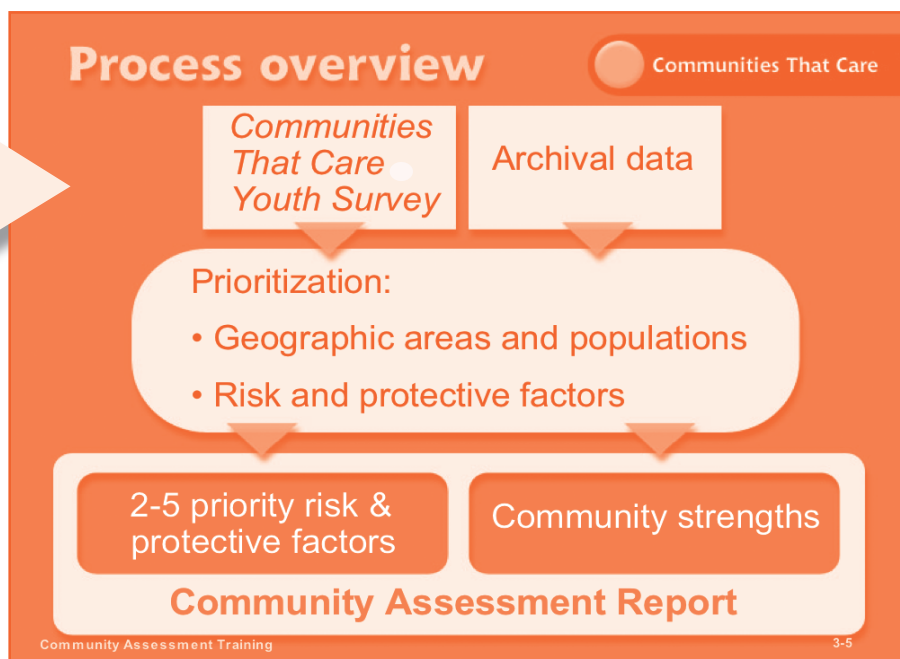 Process overview
Communities That Care
Communities
That Care
Youth Survey
Archival data
Prioritization:
• Geographic areas and populations
• Risk and protective factors
2-5 priority risk &
protective factors
Community strengths
Community Assessment Report
Community Assessment Training
3-5